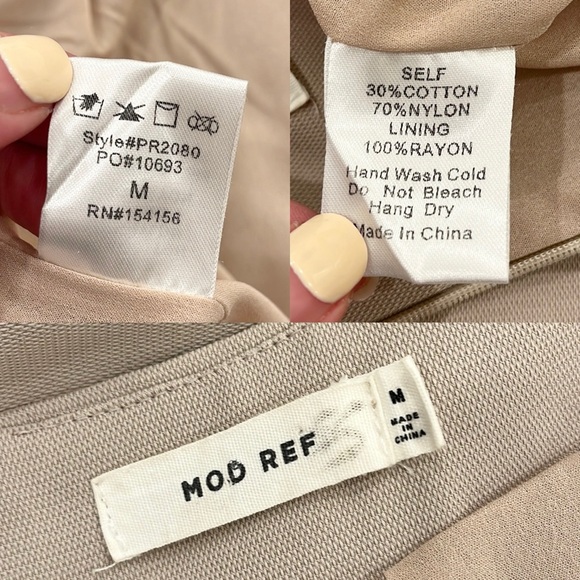 Style#PR2080
PO#10693
M
RN#154156
SELF
30%COTTON
70%NYLON
LINING
100%RAYON
Hand Wash Cold
Do Not Bleach
Hang Dry
Made In China
MOD REF
M
MADE
IN
CHINA